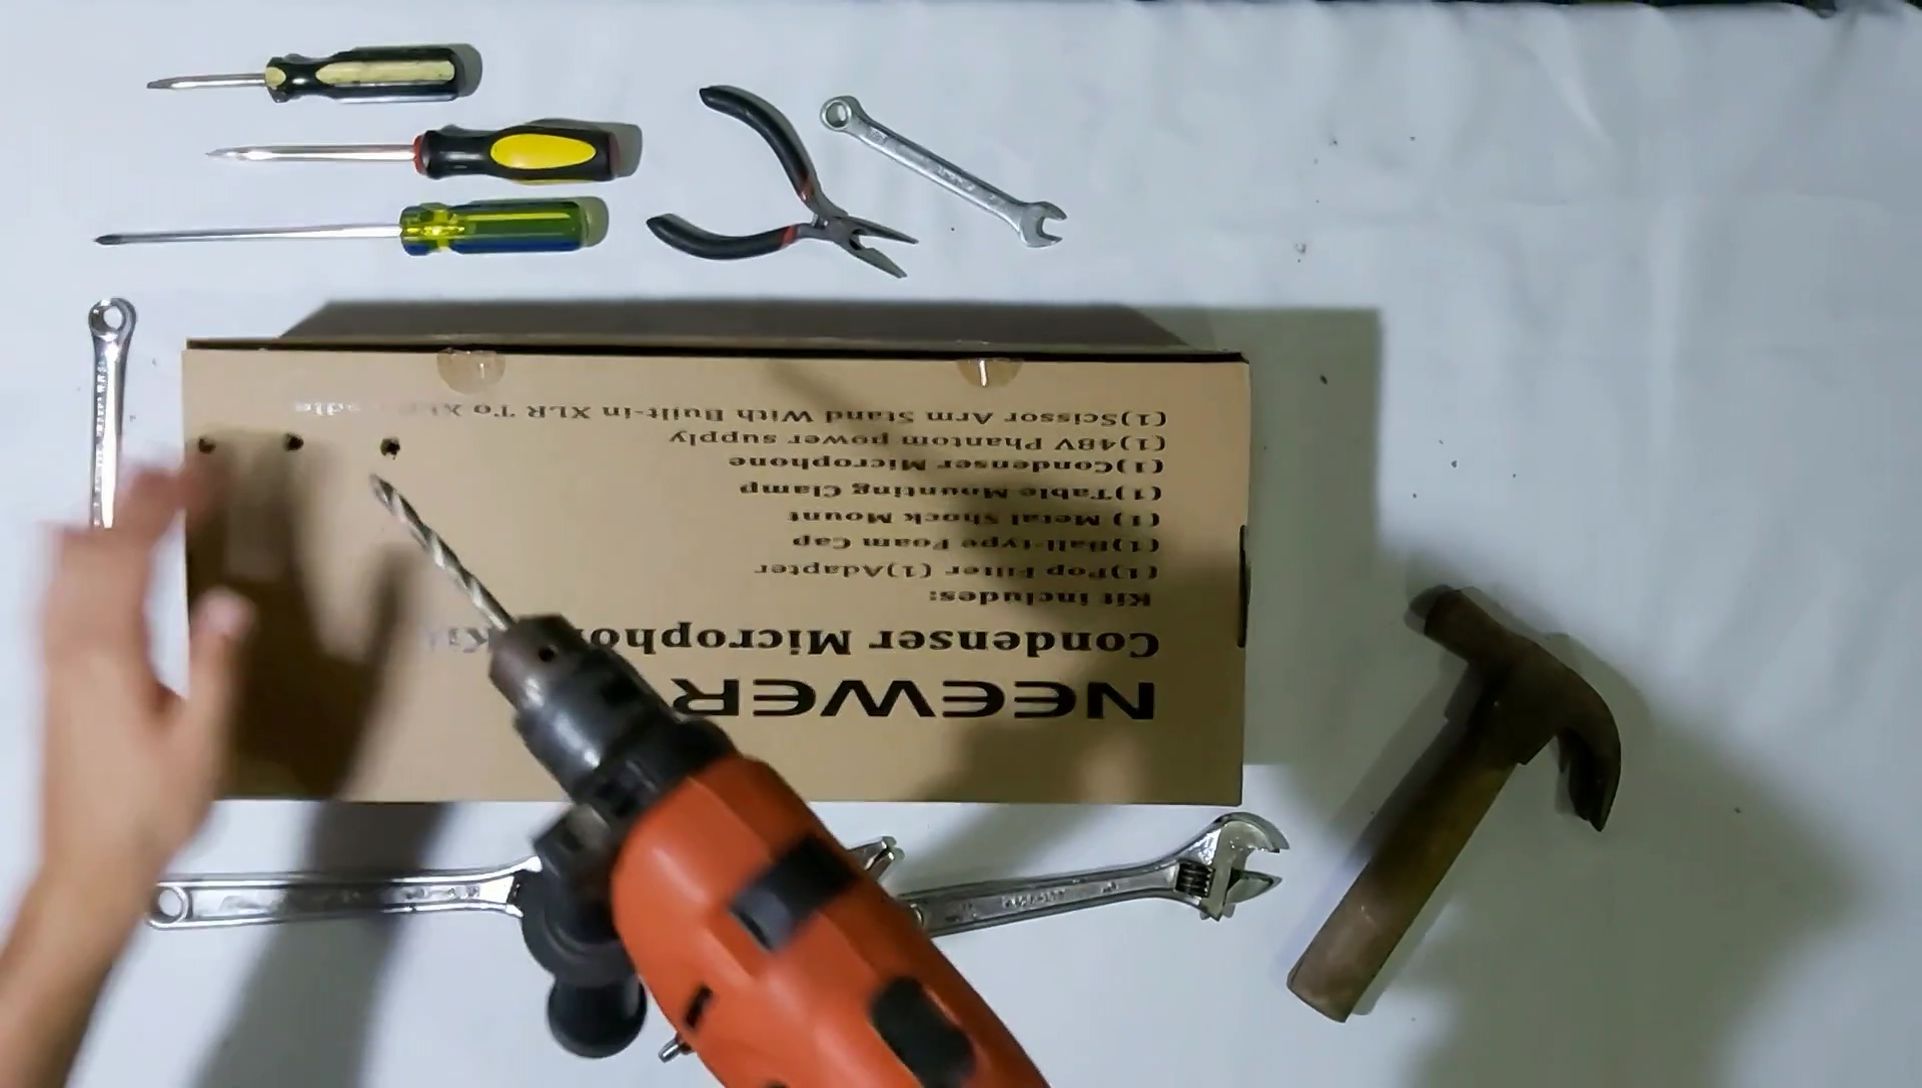 NEEWER
Condenser Micropho Ki
Kit includes:
(1)Pop Filter (1)Adapter
(1)Ball-type Foam Cap
(1) Metal Shock Mount
(1)Table Mounting Clamp
(1)Condenser Microphone
(1)48V Phantom power supply
(1)Scissor Arm Stand With Built-in XLR To